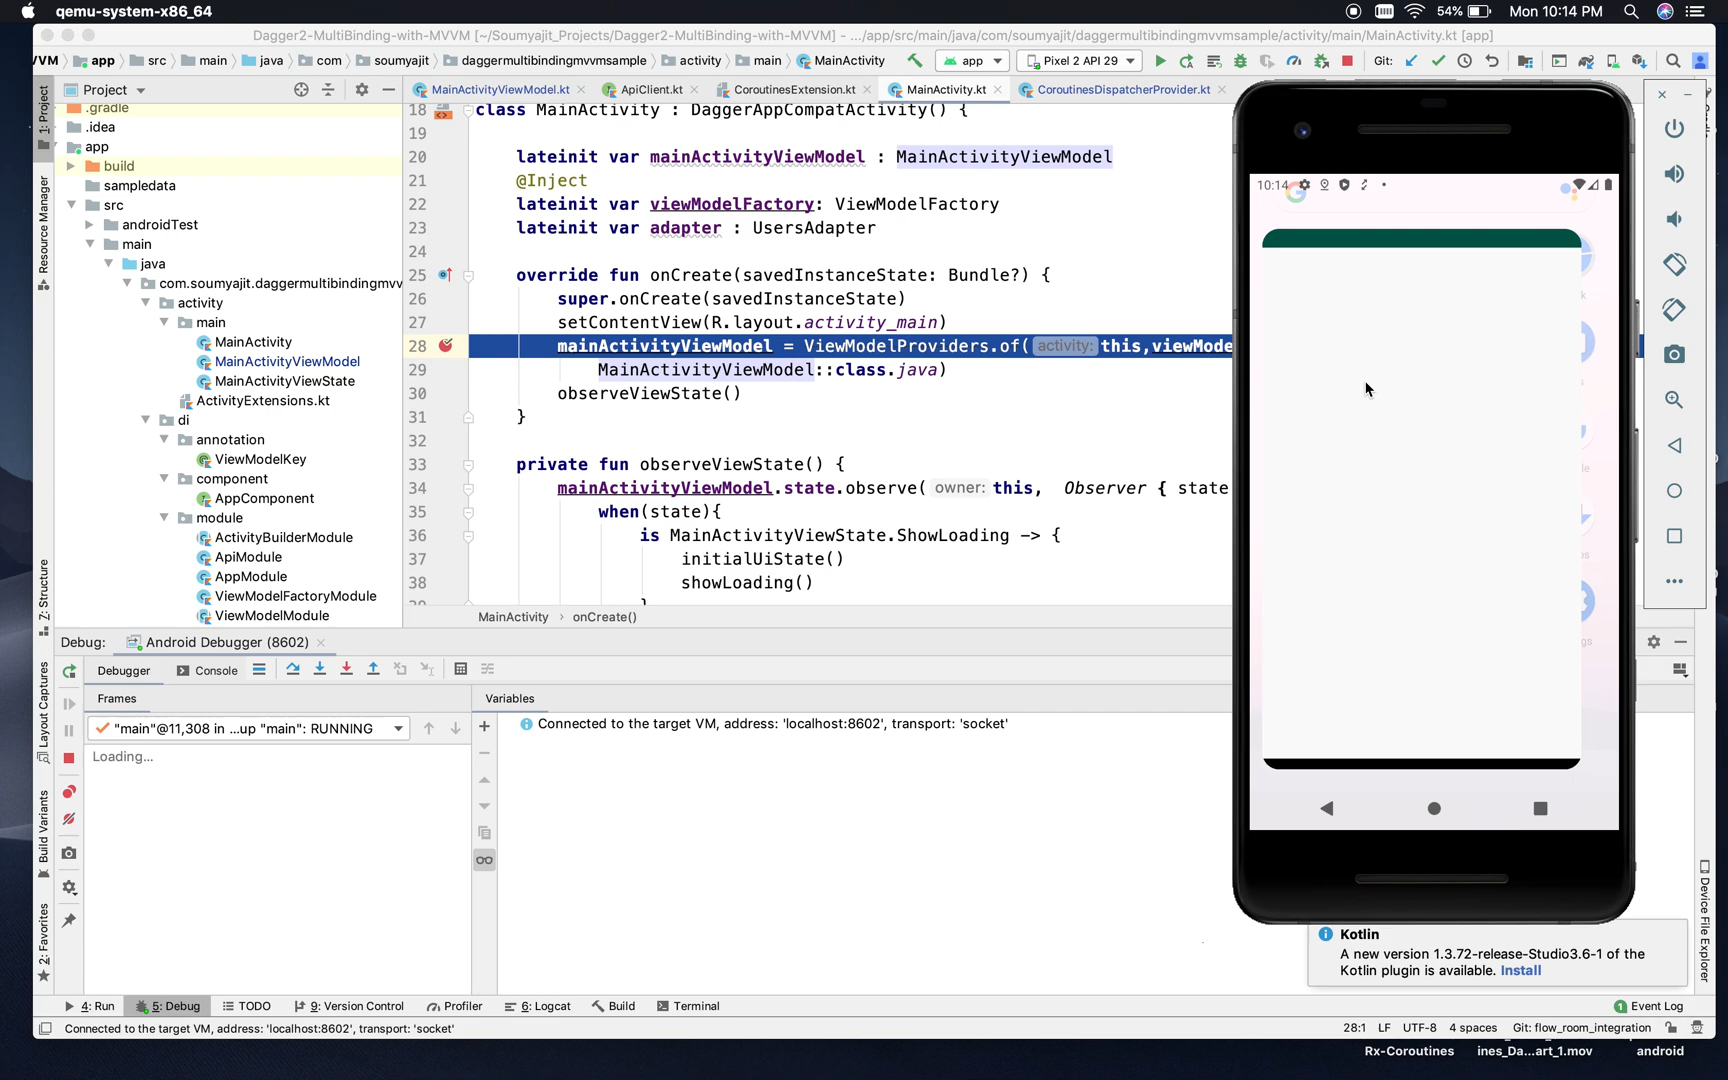 qemu-system-x86_64
54%
Mon 10:14 PM
Dagger2-MultiBinding-with-MVVM [~/Soumyajit_Projects/Dagger2-MultiBinding-with-MVVM] - .../app/src/main/java/com/soumyajit/daggermultibindingmvvmsample/activity/main/MainActivity.kt [app]
VVM
app
src
main
java
com
soumyajit
daggermultibindingmvvmsample
activity
main
MainActivity
app
Pixel 2 API 29
Git:
Project
MainActivityViewModel.kt
ApiClient.kt
CoroutinesExtension.kt
MainActivity.kt
CoroutinesDispatcherProvider.kt
1: Project
Resource Manager
Z: Structure
Layout Captures
Build Variants
2: Favorites
.gradle
.idea
app
build
sampledata
src
androidTest
main
java
com.soumyajit.daggermultibindingmvv
activity
main
MainActivity
MainActivityViewModel
MainActivityViewState
ActivityExtensions.kt
di
annotation
ViewModelKey
component
AppComponent
module
ActivityBuilderModule
ApiModule
AppModule
ViewModelFactoryModule
ViewModelModule
18 class MainActivity : DaggerAppCompatActivity() {
19
20 lateinit var mainActivityViewModel : MainActivityViewModel
21 @Inject
22 lateinit var viewModelFactory: ViewModelFactory
23 lateinit var adapter : UsersAdapter
24
25 override fun onCreate(savedInstanceState: Bundle?) {
26 super.onCreate(savedInstanceState)
27 setContentView(R.layout.activity_main)
28 mainActivityViewModel = ViewModelProviders.of( activity: this,viewMode
29 MainActivityViewModel::class.java)
30 observeViewState()
31 }
32
33 private fun observeViewState() {
34 mainActivityViewModel.state.observe( owner: this, Observer { state
35 when(state){
36 is MainActivityViewState.ShowLoading -> {
37 initialUiState()
38 showLoading()
MainActivity › onCreate()
10:14
Debug:
Android Debugger (8602)
Debugger
Console
Frames
Variables
"main"@11,308 in ...up "main": RUNNING
Connected to the target VM, address: 'localhost:8602', transport: 'socket'
Loading...
Device File Explorer
Kotlin
A new version 1.3.72-release-Studio3.6-1 of the
Kotlin plugin is available. Install
4: Run
5: Debug
TODO
9: Version Control
Profiler
6: Logcat
Build
Terminal
1 Event Log
Connected to the target VM, address: 'localhost:8602', transport: 'socket'
28:1
LF
UTF-8
4 spaces
Git: flow_room_integration
Rx-Coroutines
ines_Da...art_1.mov
android